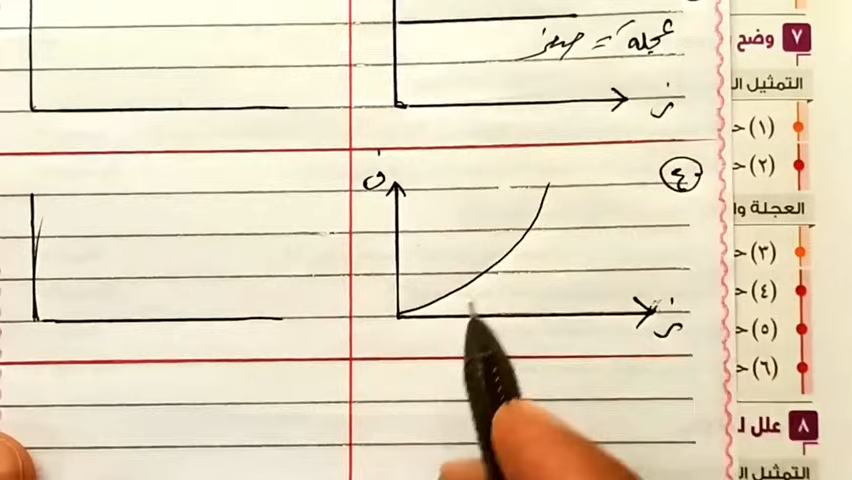 ٧ وضح
عجلة = صفر
ز
التمثيل ال
(١)
(٢)
٤
ف
العجلة وا
(٣)
(٤)
ز
(٥)
(٦)
٨ علل ل
التمثيل ال